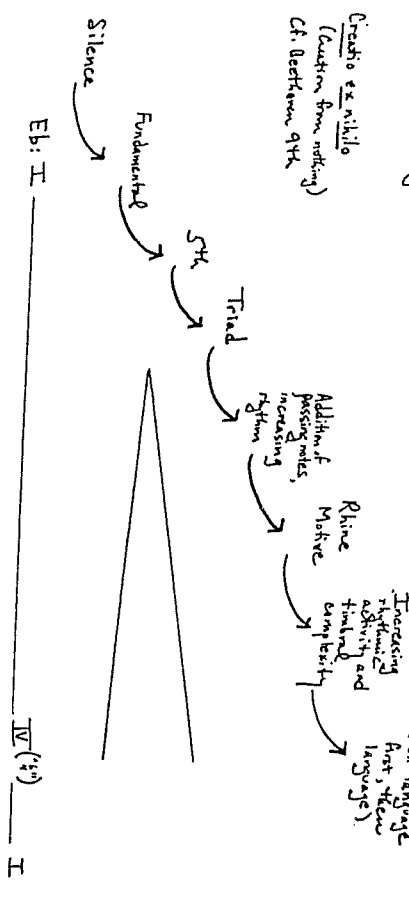 Creatio ex nihilo
(Creation from nothing)
Cf. Beethoven 9th
Silence
Fundamental
5th
Triad
Addition of
passing notes,
increasing
rhythm
Rhine
Motive
Increasing
rhythmic
activity and
timbral
complexity
language
first, then
language).
Eb: I
IV ("6/4")
I